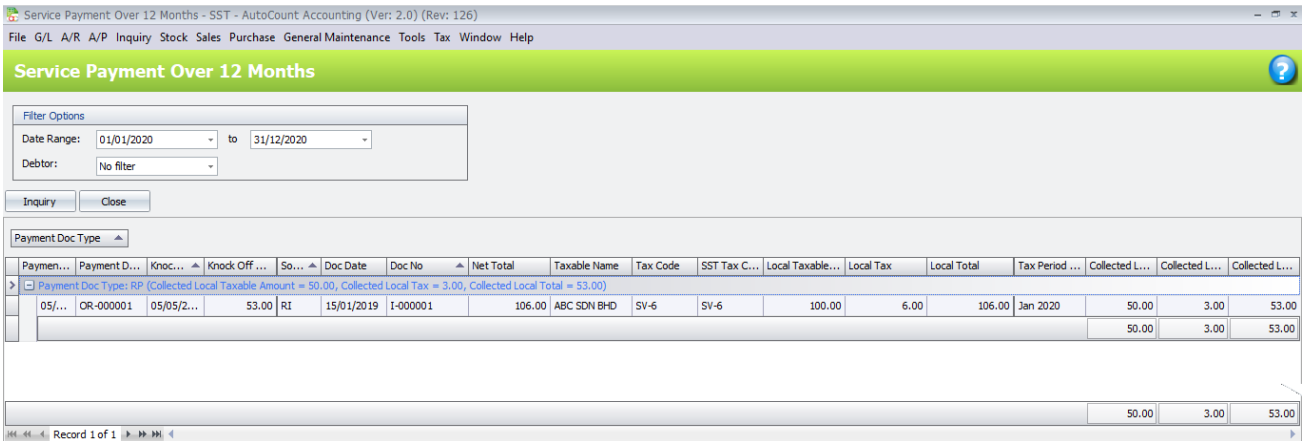 Service Payment Over 12 Months - SST - AutoCount Accounting (Ver: 2.0) (Rev: 126)
File G/L A/R A/P Inquiry Stock Sales Purchase General Maintenance Tools Tax Window Help
Service Payment Over 12 Months
Filter Options
Date Range: 01/01/2020 to 31/12/2020
Debtor: No filter
Inquiry Close
Payment Doc Type
Paymen... Payment D... Knoc... Knock Off ... So... Doc Date Doc No Net Total Taxable Name Tax Code SST Tax C... Local Taxable... Local Tax Local Total Tax Period ... Collected L... Collected L... Collected L...
Payment Doc Type: RP (Collected Local Taxable Amount = 50.00, Collected Local Tax = 3.00, Collected Local Total = 53.00)
05/... OR-000001 05/05/2... 53.00 RI 15/01/2019 I-000001 106.00 ABC SDN BHD SV-6 SV-6 100.00 6.00 106.00 Jan 2020 50.00 3.00 53.00
50.00 3.00 53.00
50.00 3.00 53.00
Record 1 of 1